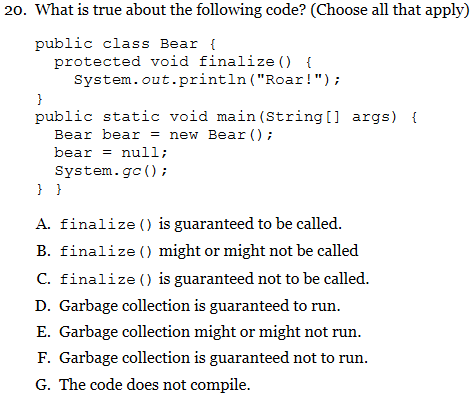 20. What is true about the following code? (Choose all that apply)
public class Bear {
protected void finalize() {
System.out.println("Roar!");
}
public static void main(String[] args) {
Bear bear = new Bear();
bear = null;
System.gc();
} }
A. finalize() is guaranteed to be called.
B. finalize() might or might not be called
C. finalize() is guaranteed not to be called.
D. Garbage collection is guaranteed to run.
E. Garbage collection might or might not run.
F. Garbage collection is guaranteed not to run.
G. The code does not compile.